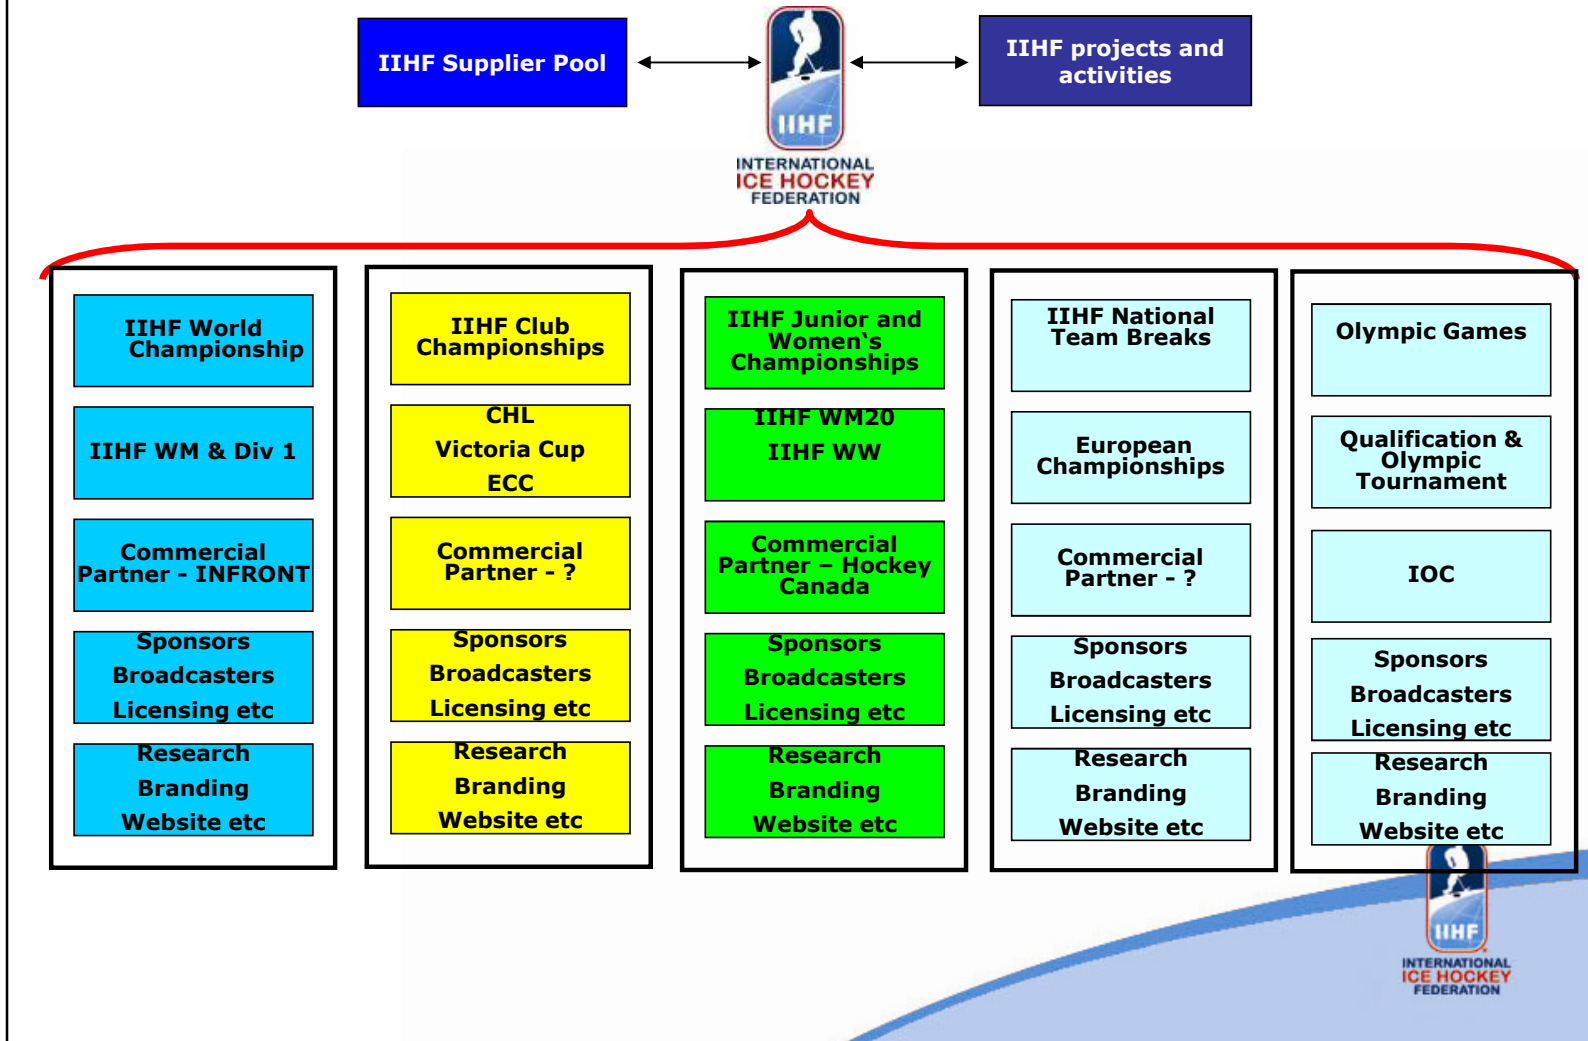 IIHF Supplier Pool
IIHF
INTERNATIONAL
ICE HOCKEY
FEDERATION
IIHF projects and
activities
IIHF World
Championship
IIHF WM & Div 1
Commercial
Partner - INFRONT
Sponsors
Broadcasters
Licensing etc
Research
Branding
Website etc
IIHF Club
Championships
CHL
Victoria Cup
ECC
Commercial
Partner - ?
Sponsors
Broadcasters
Licensing etc
Research
Branding
Website etc
IIHF Junior and
Women‘s
Championships
IIHF WM20
IIHF WW
Commercial
Partner – Hockey
Canada
Sponsors
Broadcasters
Licensing etc
Research
Branding
Website etc
IIHF National
Team Breaks
European
Championships
Commercial
Partner - ?
Sponsors
Broadcasters
Licensing etc
Research
Branding
Website etc
Olympic Games
Qualification &
Olympic
Tournament
IOC
Sponsors
Broadcasters
Licensing etc
Research
Branding
Website etc
IIHF
INTERNATIONAL
ICE HOCKEY
FEDERATION